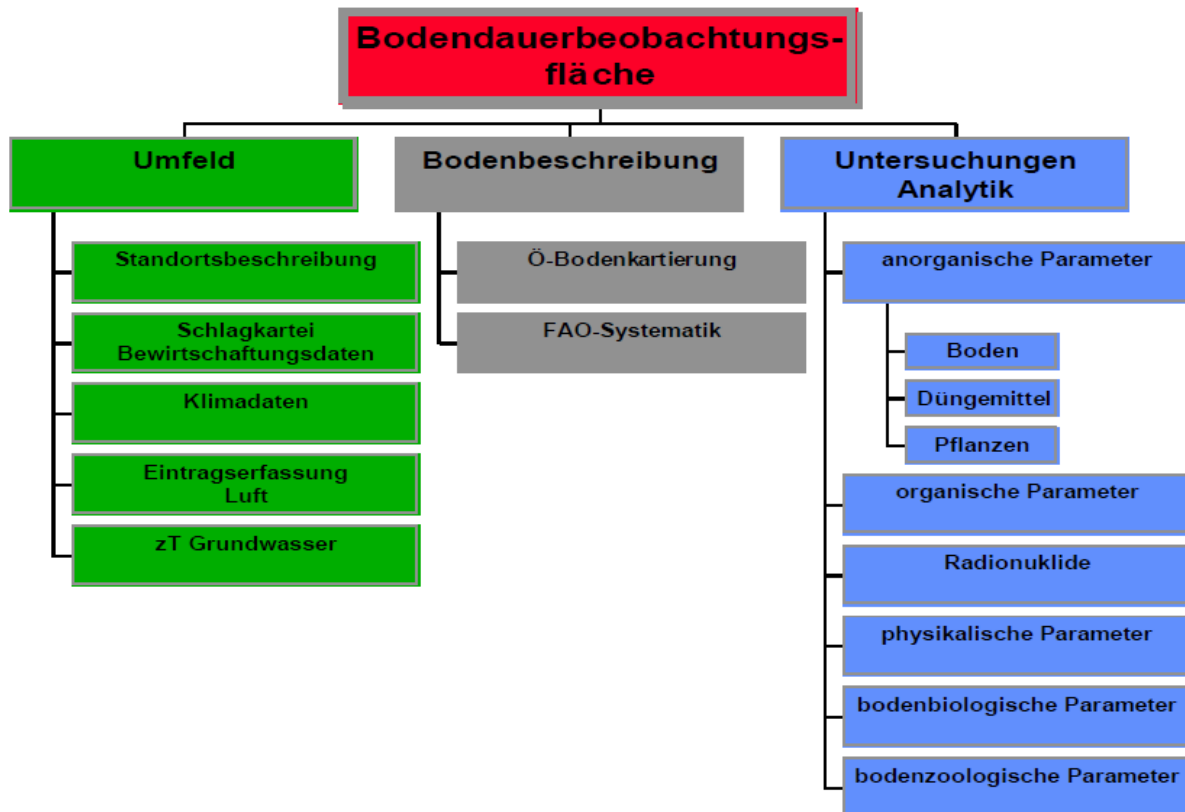 Bodendauerbeobachtungs-
fläche
Umfeld
Standortsbeschreibung
Schlagkartei
Bewirtschaftungsdaten
Klimadaten
Eintragserfassung
Luft
zT Grundwasser
Bodenbeschreibung
Ö-Bodenkartierung
FAO-Systematik
Untersuchungen
Analytik
anorganische Parameter
Boden
Düngemittel
Pflanzen
organische Parameter
Radionuklide
physikalische Parameter
bodenbiologische Parameter
bodenzoologische Parameter